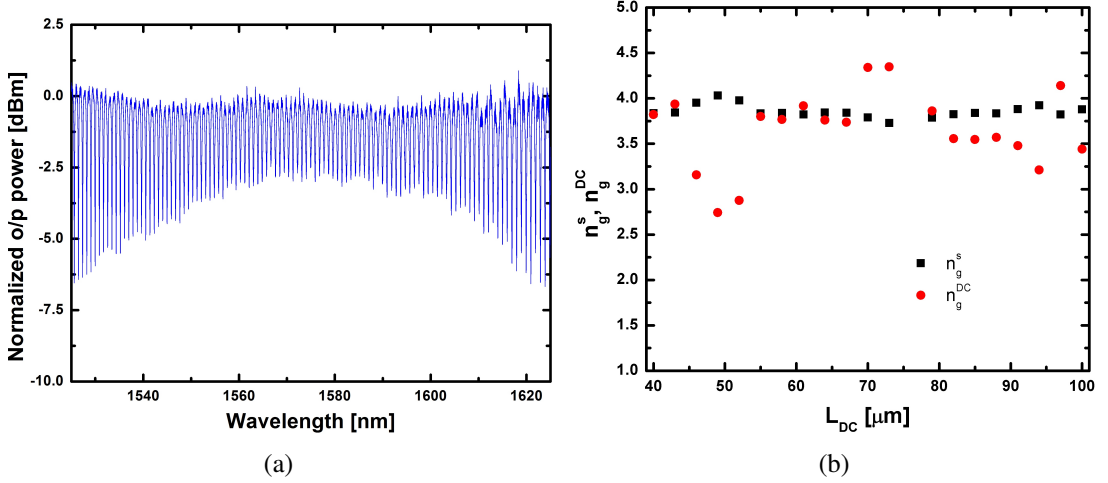 2.5
0.0
-2.5
-5.0
-7.5
-10.0
Normalized o/p power [dBm]
1540 1560 1580 1600 1620
Wavelength [nm]
(a)
5.0
4.5
4.0
3.5
3.0
2.5
2.0
1.5
1.0
n_g^s, n_g^DC
n_g^s
n_g^DC
40 50 60 70 80 90 100
L_DC [μm]
(b)